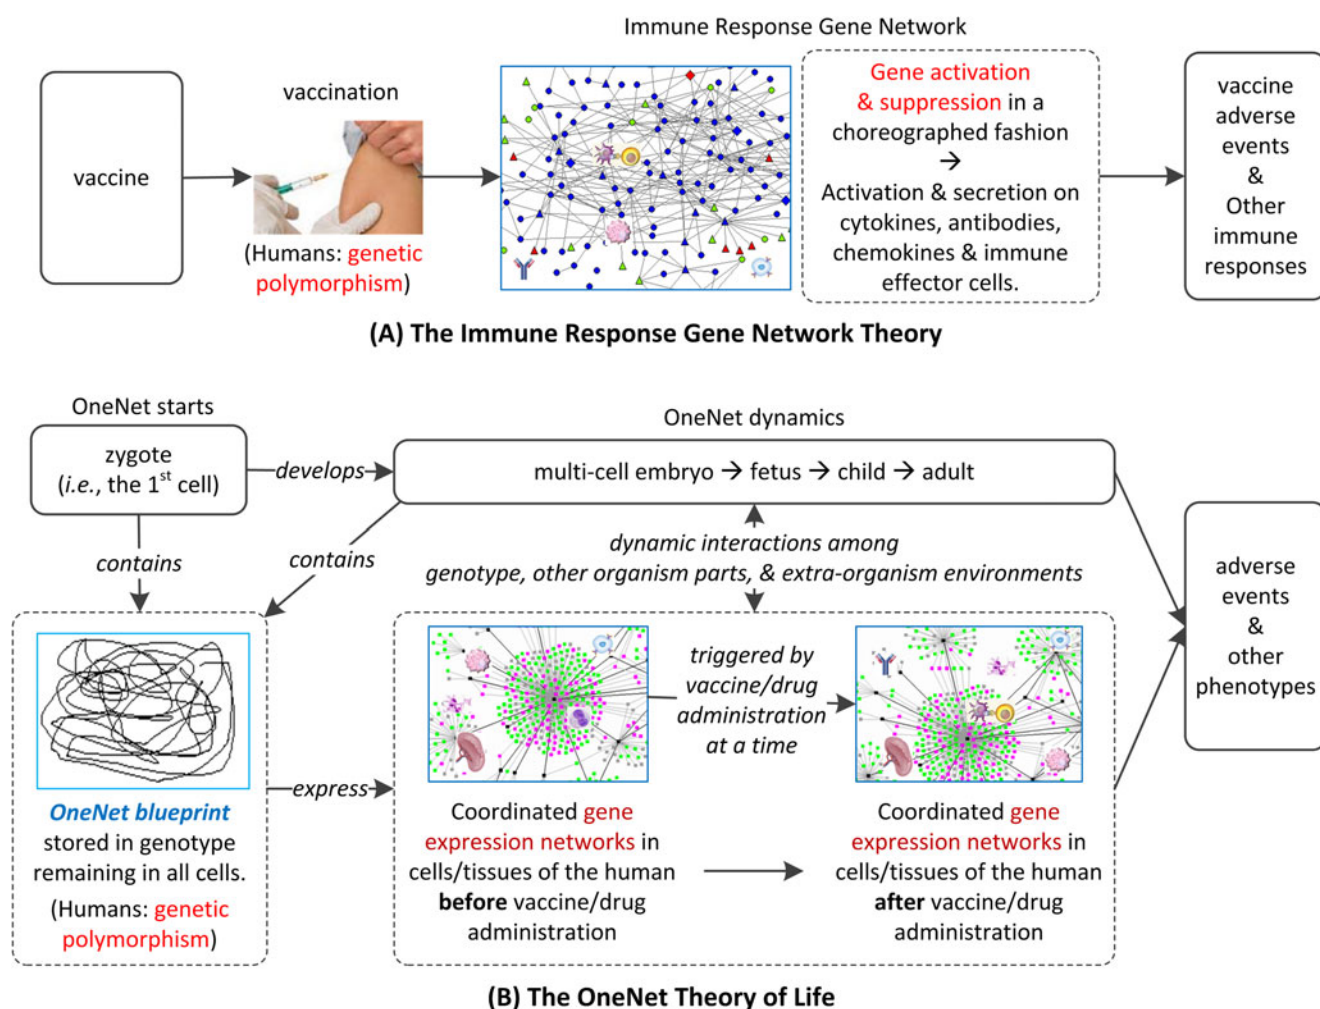 Immune Response Gene Network
vaccine
vaccination
(Humans: genetic
polymorphism)
Gene activation
& suppression in a
choreographed fashion
→
Activation & secretion on
cytokines, antibodies,
chemokines & immune
effector cells.
vaccine
adverse
events
&
Other
immune
responses
(A) The Immune Response Gene Network Theory
OneNet starts
zygote
(i.e., the 1st cell)
develops
OneNet dynamics
multi-cell embryo → fetus → child → adult
contains
contains
dynamic interactions among
genotype, other organism parts, & extra-organism environments
OneNet blueprint
stored in genotype
remaining in all cells.
(Humans: genetic
polymorphism)
express
triggered by
vaccine/drug
administration
at a time
Coordinated gene
expression networks in
cells/tissues of the human
before vaccine/drug
administration
Coordinated gene
expression networks in
cells/tissues of the human
after vaccine/drug
administration
adverse
events
&
other
phenotypes
(B) The OneNet Theory of Life